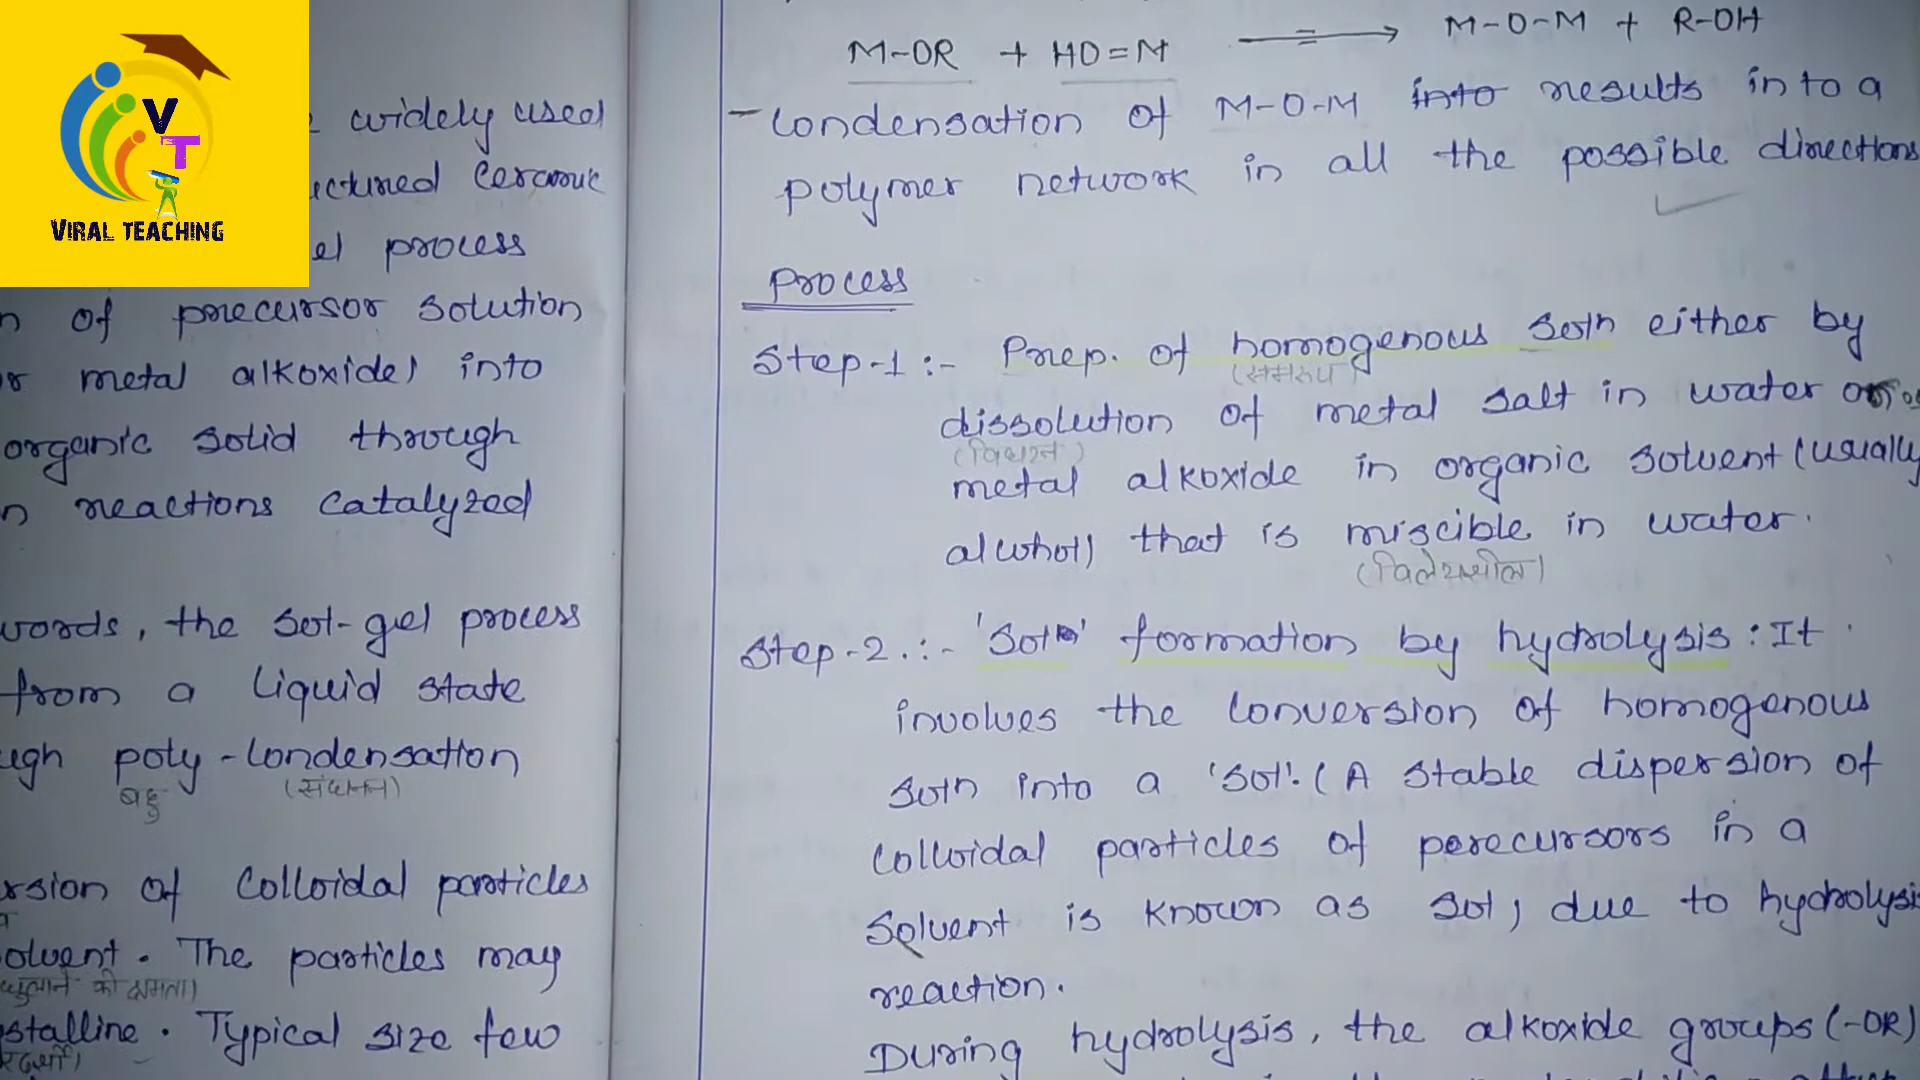 VT
VIRAL TEACHING
widely used
uctured ceramic
el process
n of precursor solution
r metal alkoxide) into
organic solid through
n reactions catalyzed
words, the sol-gel process
from a liquid state
ugh poly-condensation
बहु (संघनन)
rsion of colloidal particles
olvent. The particles may
घुलाने की क्षमता)
stalline. Typical size few
M-OR + HO=M → M-O-M + R-OH
- Condensation of M-O-M into results in to a
polymer network in all the possible directions
Process
Step-1:- Prep. of homogenous soln either by
(समरूप)
dissolution of metal salt in water or
(विघटन)
metal alkoxide in organic solvent (usually
alcohol) that is miscible in water.
Step-2.:- 'Sol' formation by hydrolysis: It
involves the conversion of homogenous
soln into a 'sol'. (A stable dispersion of
colloidal particles of perecursors in a
solvent is known as sol, due to hydrolysis
reaction.
During hydrolysis, the alkoxide groups (-OR)